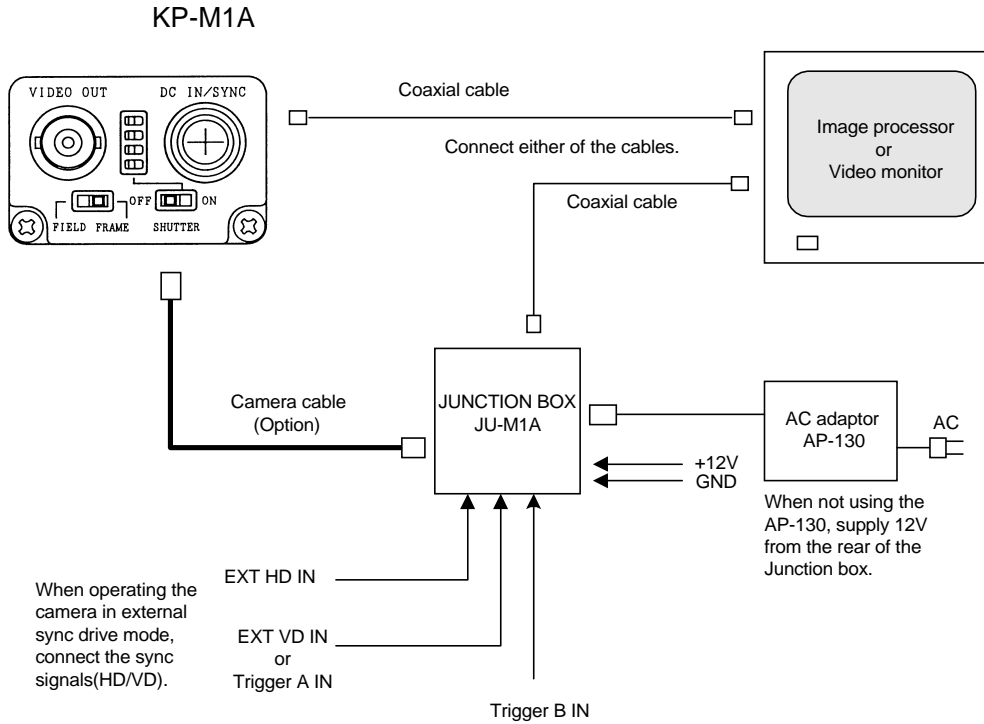 KP-M1A
VIDEO OUT
DC IN/SYNC
OFF
ON
FIELD FRAME
SHUTTER
Coaxial cable
Connect either of the cables.
Coaxial cable
Image processor
or
Video monitor
Camera cable
(Option)
JUNCTION BOX
JU-M1A
+12V
GND
AC adaptor
AP-130
AC
When not using the
AP-130, supply 12V
from the rear of the
Junction box.
When operating the
camera in external
sync drive mode,
connect the sync
signals(HD/VD).
EXT HD IN
EXT VD IN
or
Trigger A IN
Trigger B IN